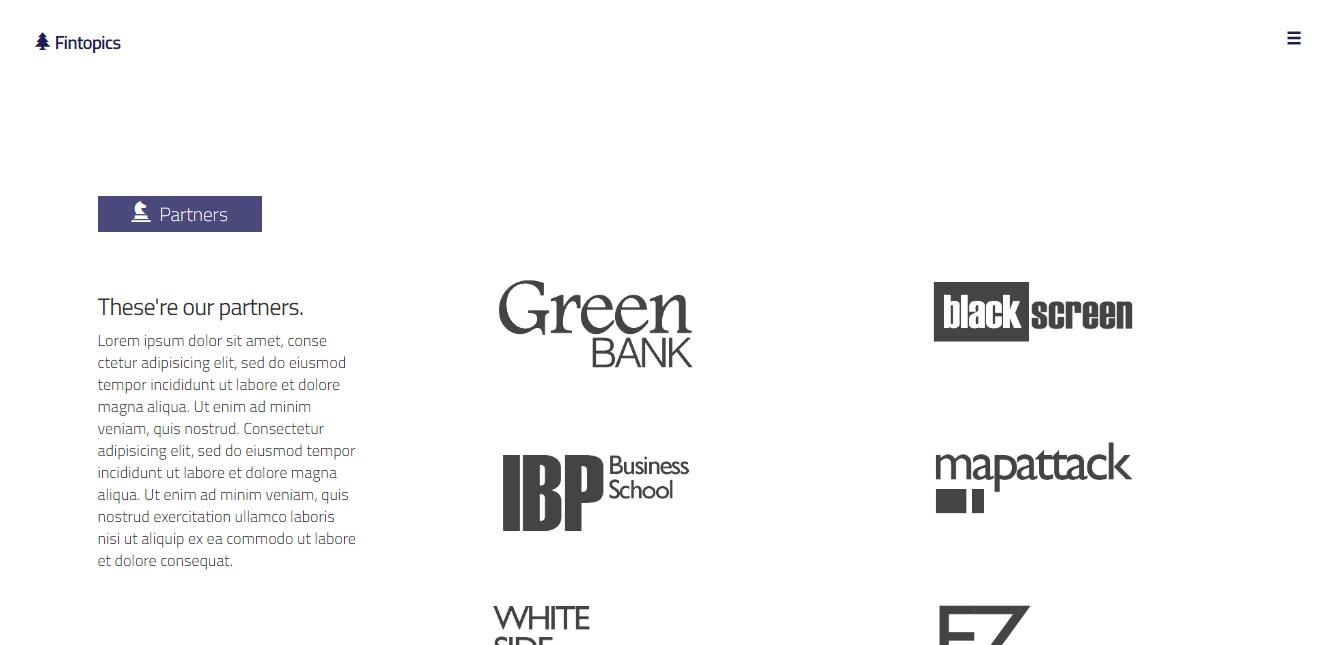 Fintopics
Partners
These're our partners.
Lorem ipsum dolor sit amet, conse
ctetur adipisicing elit, sed do eiusmod
tempor incididunt ut labore et dolore
magna aliqua. Ut enim ad minim
veniam, quis nostrud. Consectetur
adipisicing elit, sed do eiusmod tempor
incididunt ut labore et dolore magna
aliqua. Ut enim ad minim veniam, quis
nostrud exercitation ullamco laboris
nisi ut aliquip ex ea commodo ut labore
et dolore consequat.
Green
BANK
black screen
IBP Business
School
mapattack
WHITE
SIDE
EZ